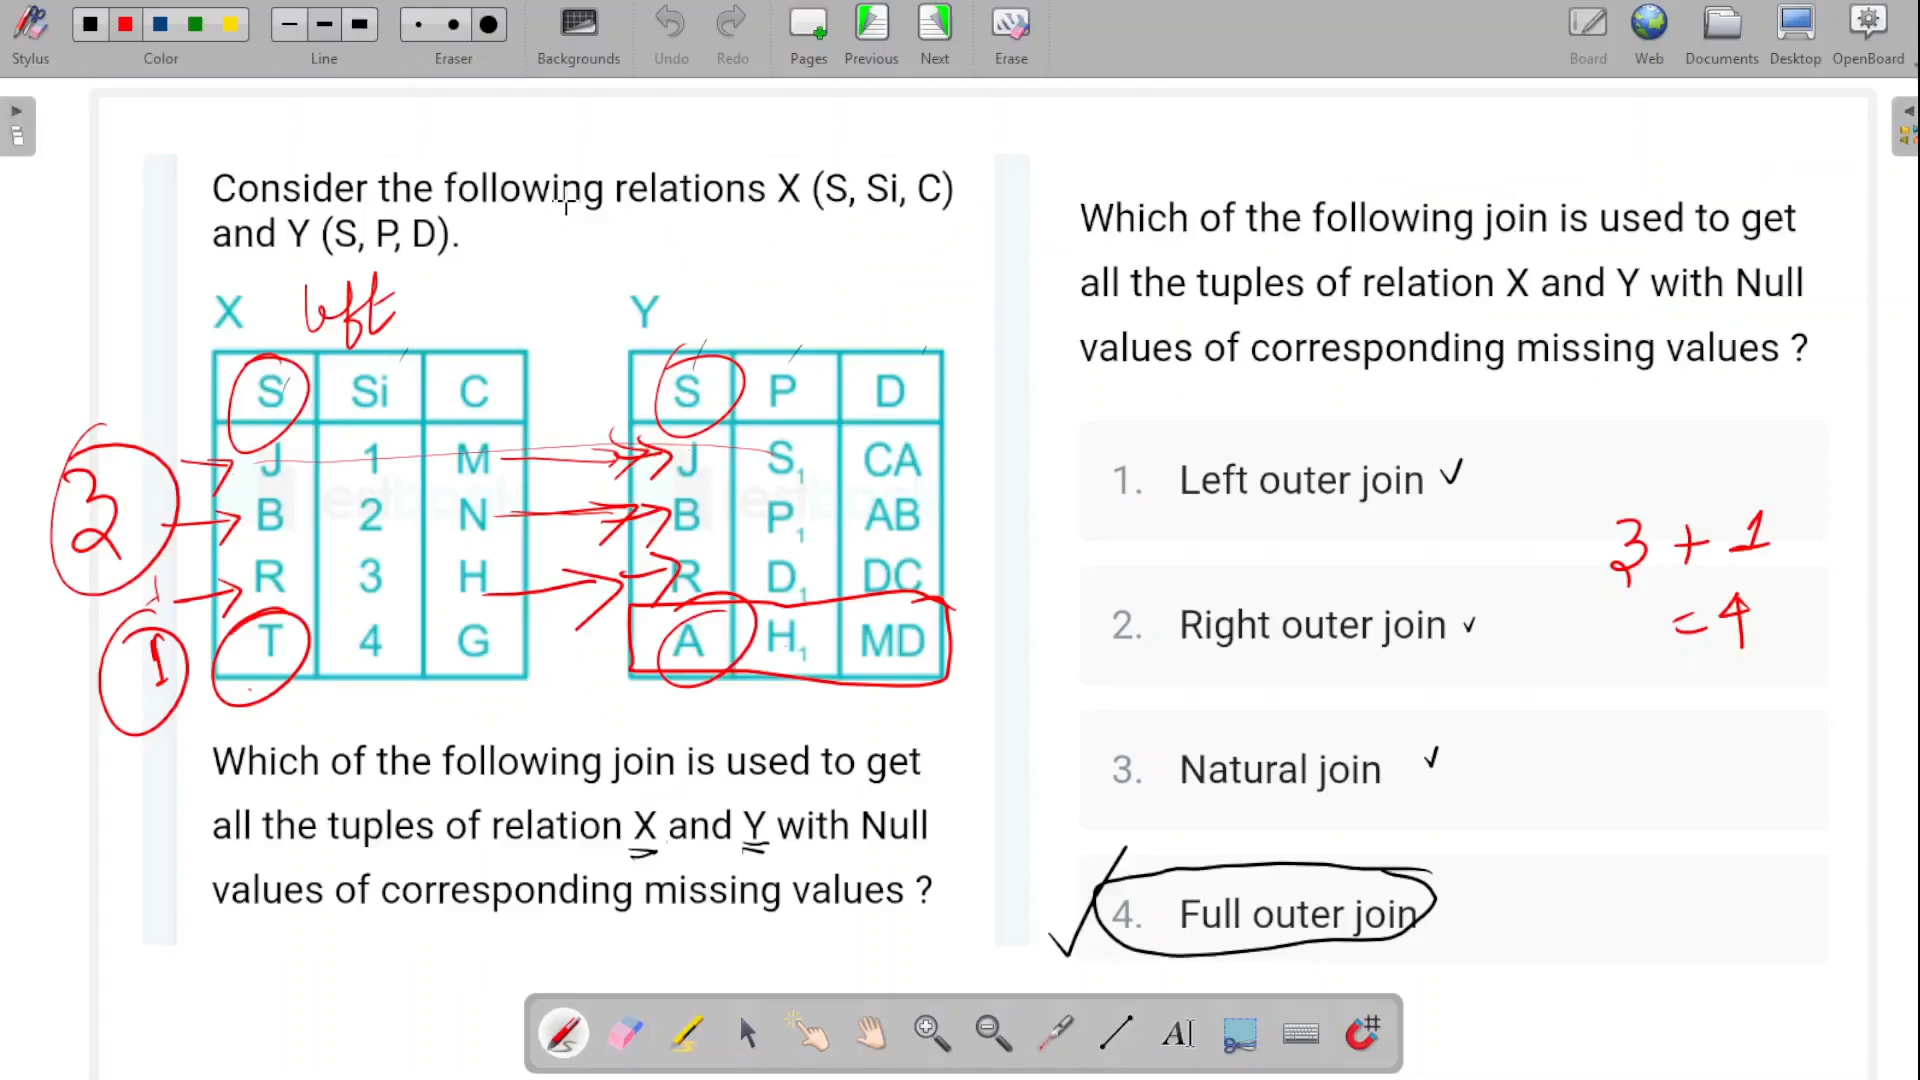 Stylus Color Line Eraser Backgrounds Undo Redo Pages Previous Next Erase Board Web Documents Desktop OpenBoard
Consider the following relations X (S, Si, C)
and Y (S, P, D).
X left Y
S Si C S P D
J 1 M J S₁ CA
B 2 N B P₁ AB
R 3 H R D₁ DC
T 4 G A H₁ MD
3
1
Which of the following join is used to get
all the tuples of relation X and Y with Null
values of corresponding missing values ?
Which of the following join is used to get
all the tuples of relation X and Y with Null
values of corresponding missing values ?
1. Left outer join
2. Right outer join
3. Natural join
4. Full outer join
3 + 1
= 4